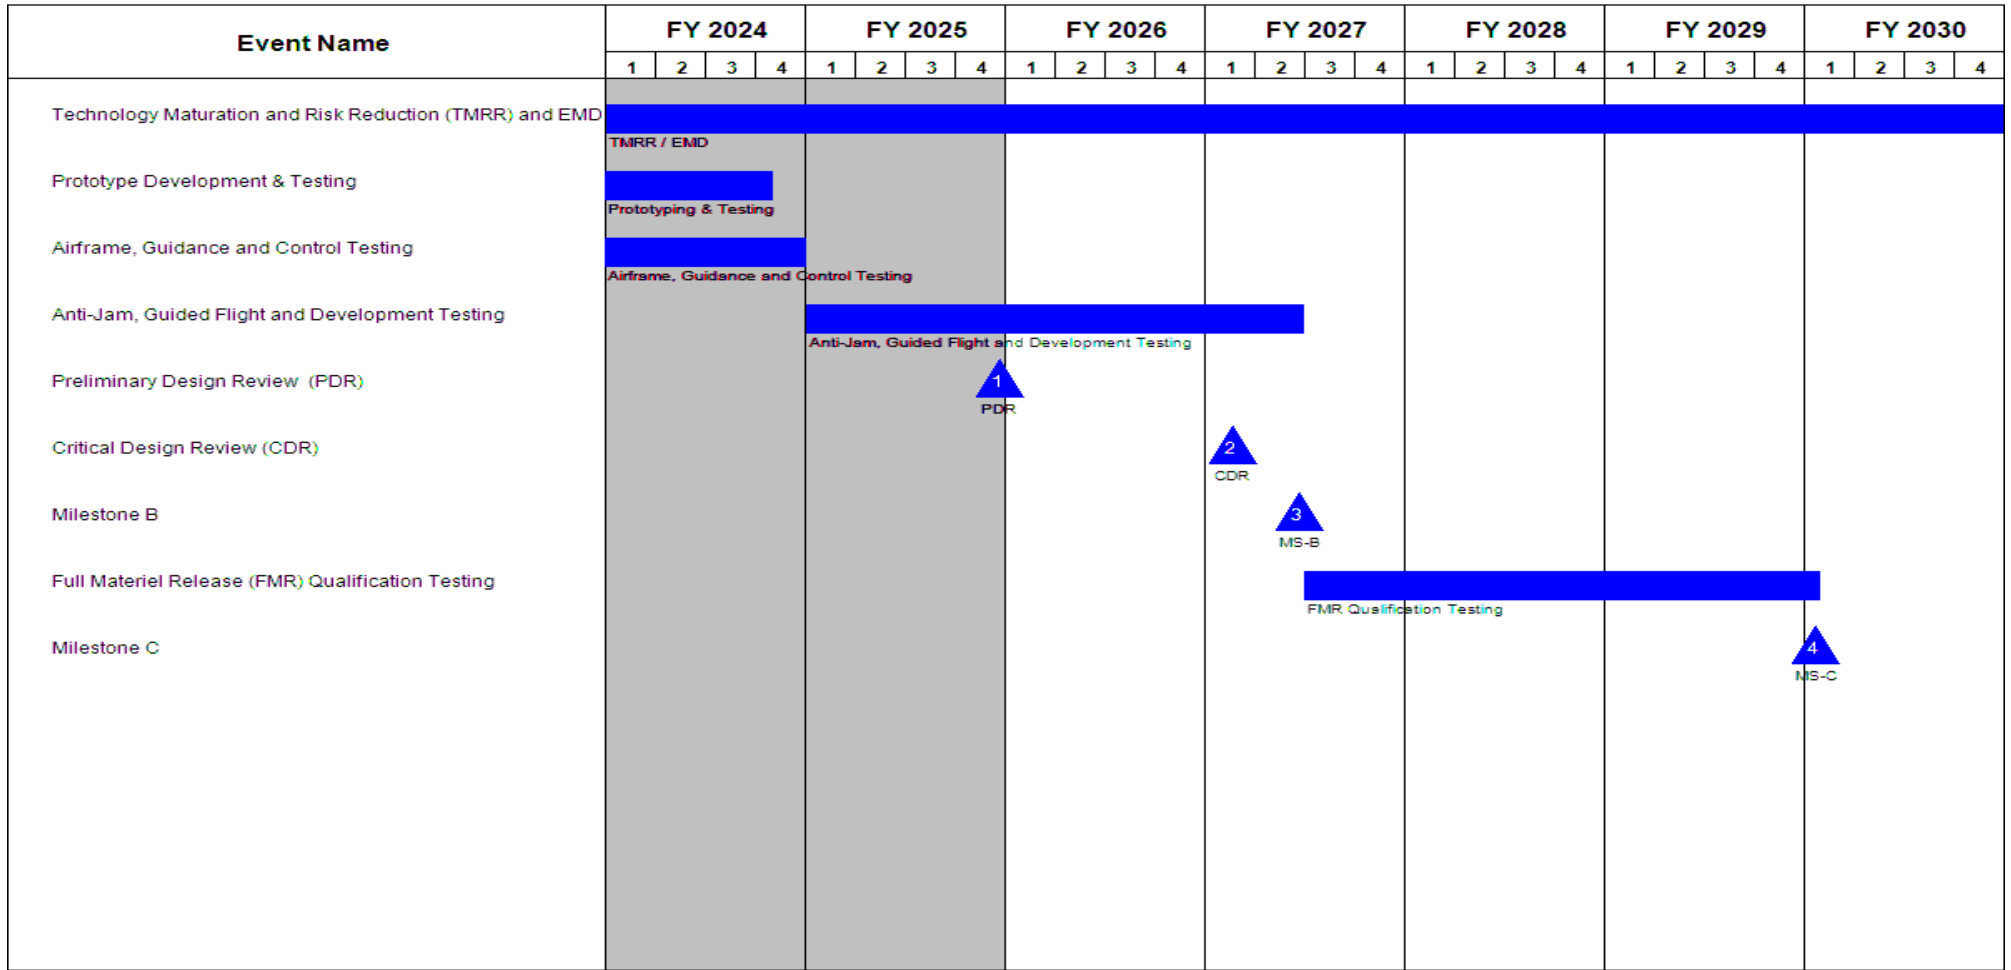 Event Name
FY 2024 FY 2025 FY 2026 FY 2027 FY 2028 FY 2029 FY 2030
1 2 3 4 1 2 3 4 1 2 3 4 1 2 3 4 1 2 3 4 1 2 3 4 1 2 3 4
Technology Maturation and Risk Reduction (TMRR) and EMD
TMRR / EMD
Prototype Development & Testing
Prototyping & Testing
Airframe, Guidance and Control Testing
Airframe, Guidance and Control Testing
Anti-Jam, Guided Flight and Development Testing
Anti-Jam, Guided Flight and Development Testing
Preliminary Design Review (PDR)
1
PDR
Critical Design Review (CDR)
2
CDR
Milestone B
3
MS-B
Full Materiel Release (FMR) Qualification Testing
FMR Qualification Testing
Milestone C
4
MS-C